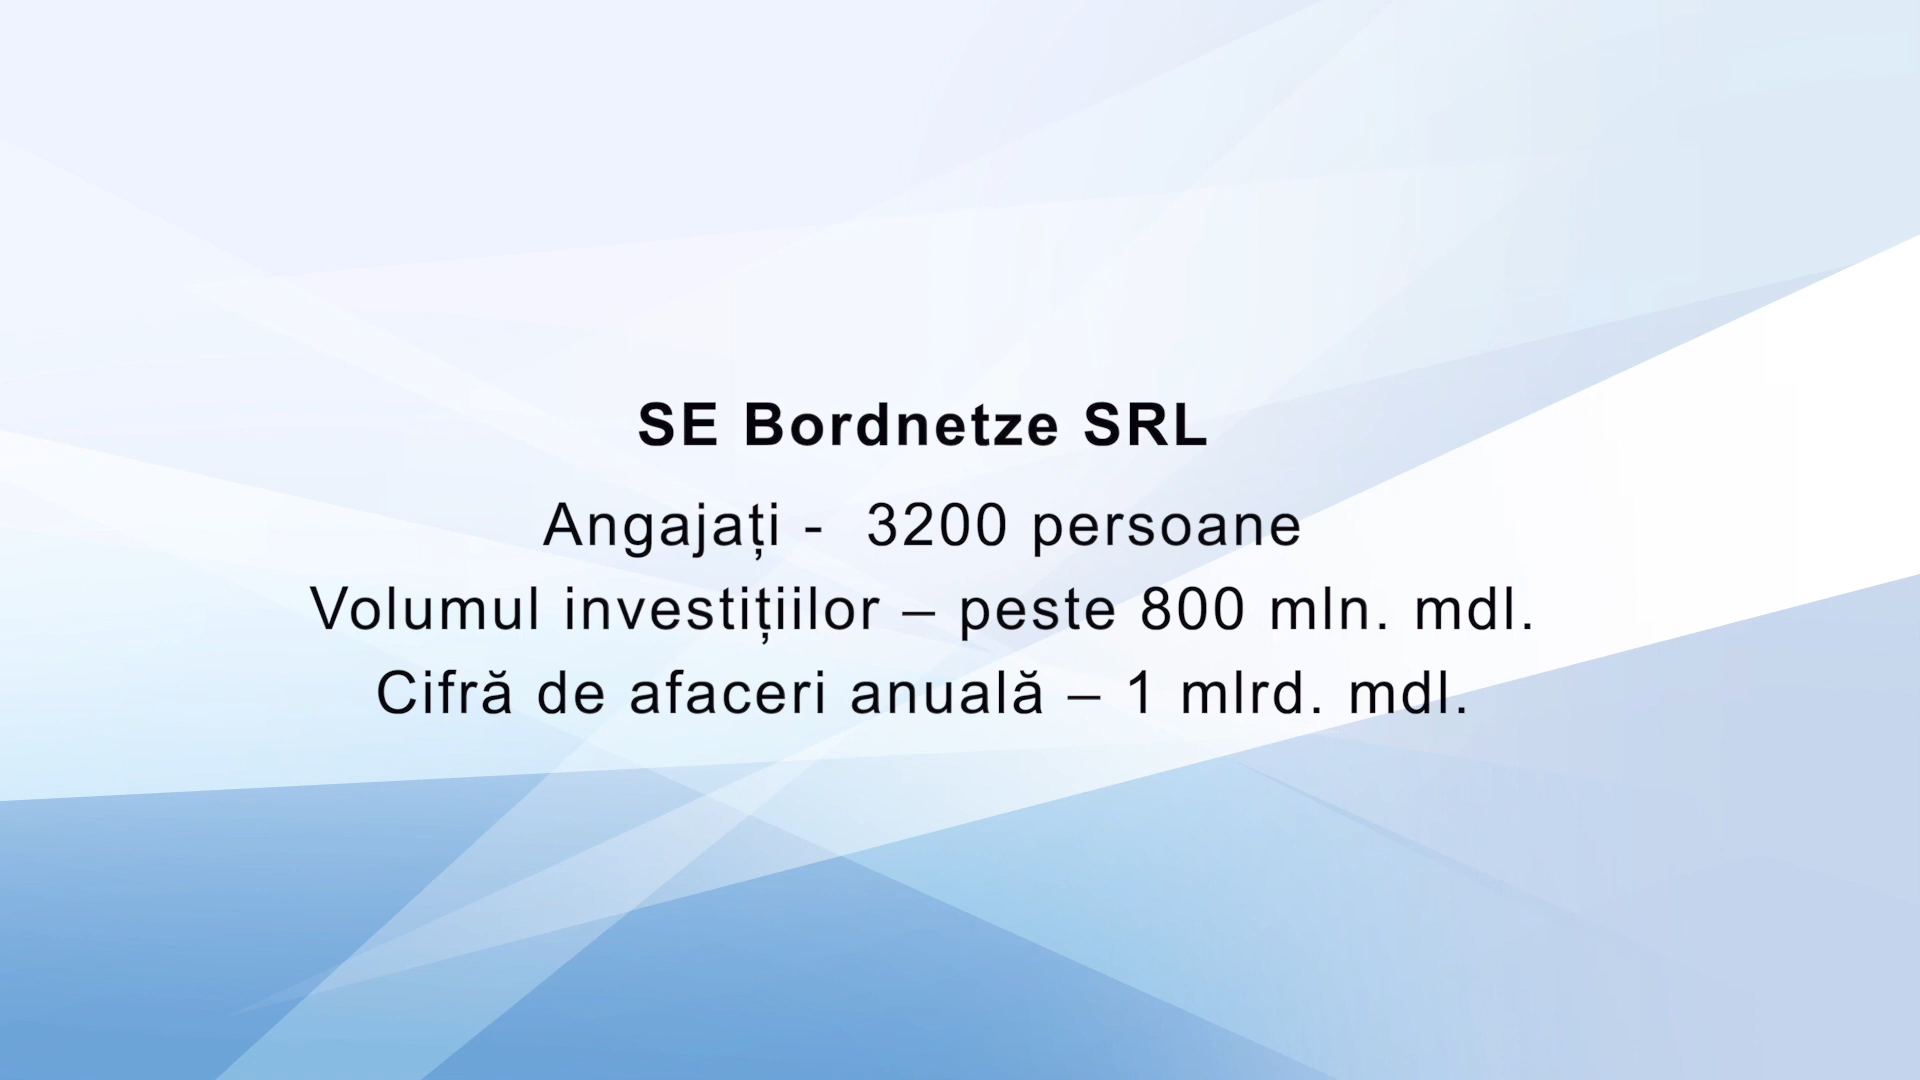 SE Bordnetze SRL
Angajați -  3200 persoane
Volumul investițiilor – peste 800 mln. mdl.
Cifră de afaceri anuală – 1 mlrd. mdl.